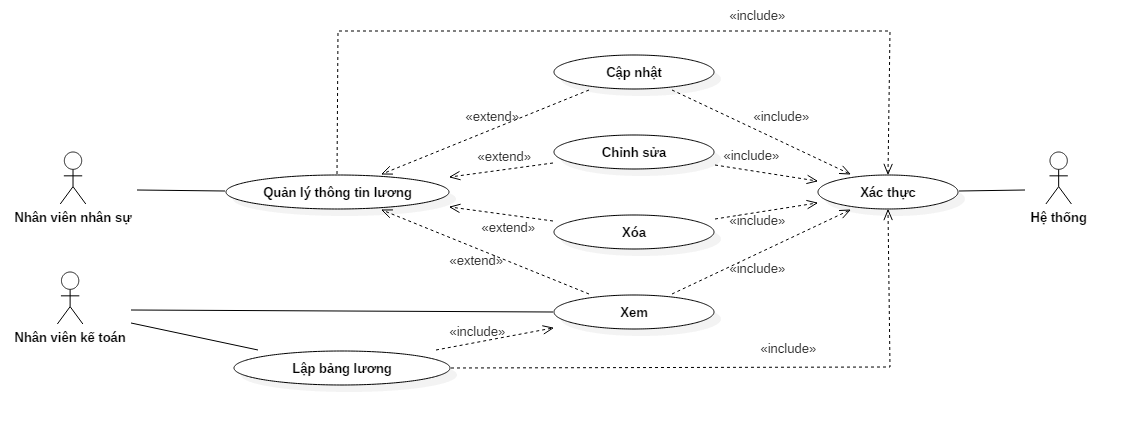 «include»
Cập nhật
«extend»
«include»
Chỉnh sửa
«extend»
«include»
Quản lý thông tin lương
Xác thực
Nhân viên nhân sự
Hệ thống
«extend»
Xóa
«include»
«extend»
«include»
Xem
Nhân viên kế toán
«include»
«include»
Lập bảng lương